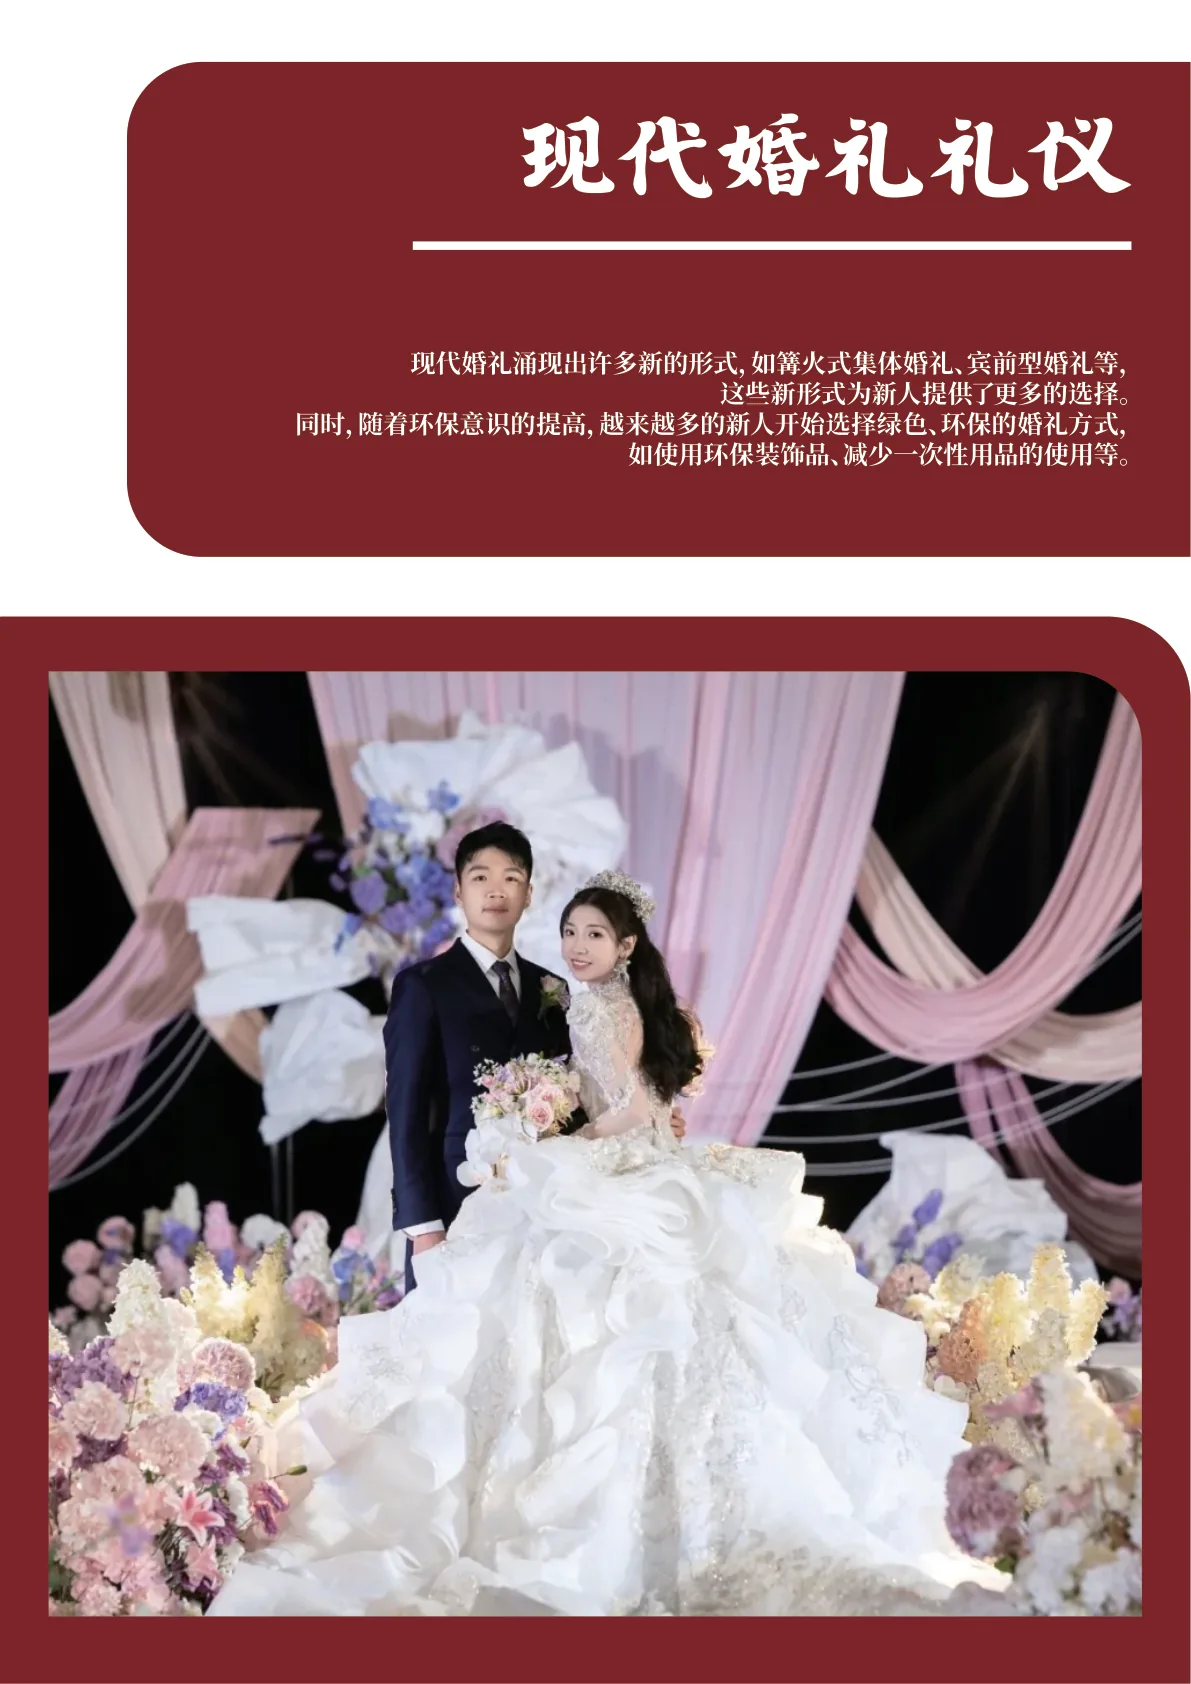 现代婚礼礼仪
现代婚礼涌现出许多新的形式，如篝火式集体婚礼、宾前型婚礼等，
这些新形式为新人提供了更多的选择。
同时，随着环保意识的提高，越来越多的新人开始选择绿色、环保的婚礼方式，
如使用环保装饰品、减少一次性用品的使用等。